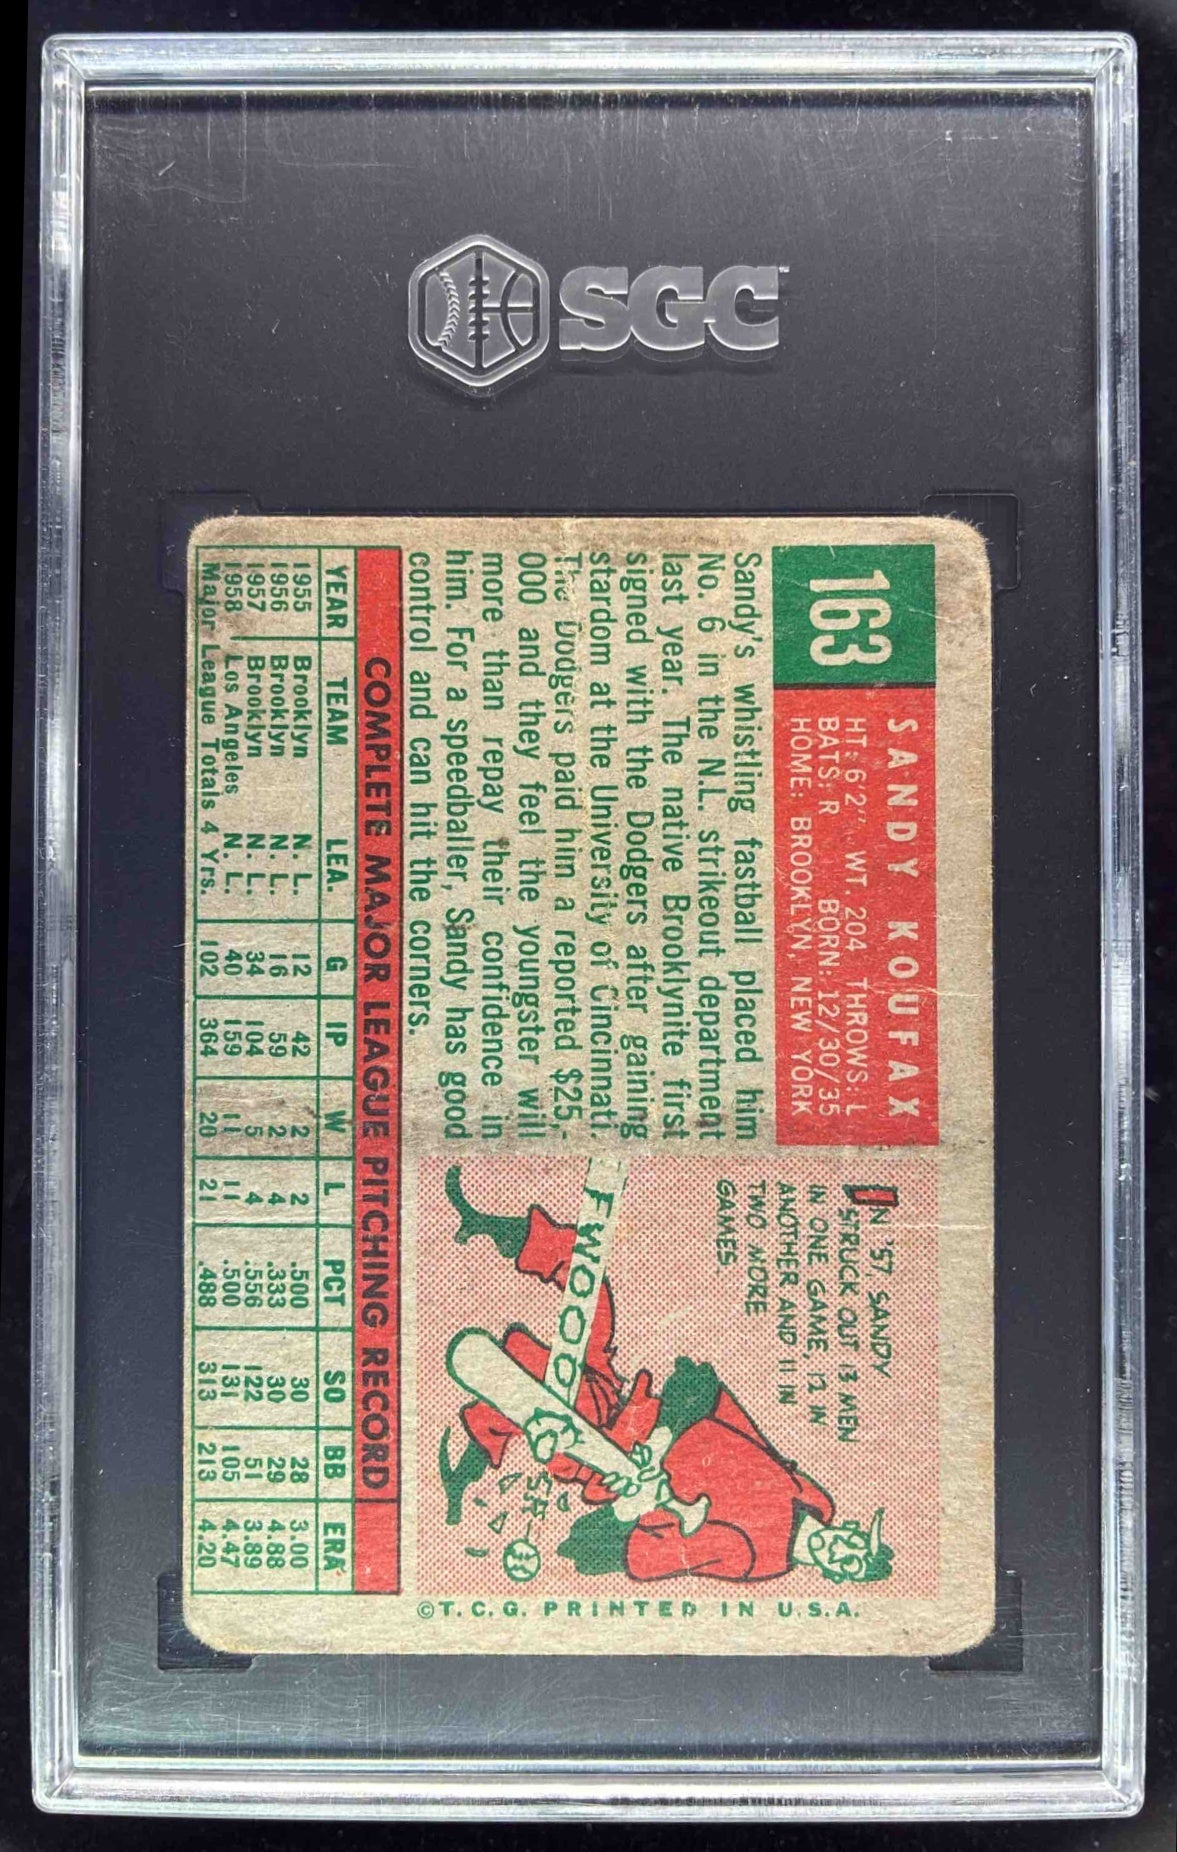 SGC
163
SANDY KOUFAX
HT: 6'2" WT. 204 THROWS: L
BATS: R BORN: 12/30/35
HOME: BROOKLYN, NEW YORK
Sandy's whistling fastball placed him
No. 6 in the N.L. strikeout department
last year. The native Brooklynite first
signed with the Dodgers after gaining
stardom at the University of Cincinnati.
The Dodgers paid him a reported $25,-
000 and they feel the youngster will
more than repay their confidence in
him. For a speedballer, Sandy has good
control and can hit the corners.
IN '57, SANDY
STRUCK OUT 13 MEN
IN ONE GAME, 12 IN
ANOTHER AND 11 IN
TWO MORE
GAMES.
FWOOO
SA-
COMPLETE MAJOR LEAGUE PITCHING RECORD
YEAR TEAM LEA. G IP W L PCT SO BB ERA
1955 Brooklyn N. L. 12 42 2 2 .500 30 28 3.00
1956 Brooklyn N. L. 16 59 2 4 .333 30 29 4.88
1957 Brooklyn N. L. 34 104 5 4 .556 122 51 3.89
1958 Los Angeles N. L. 40 159 11 11 .500 131 105 4.47
Major League Totals 4 Yrs. 102 364 20 21 .488 313 213 4.20
©T.C.G. PRINTED IN U.S.A.